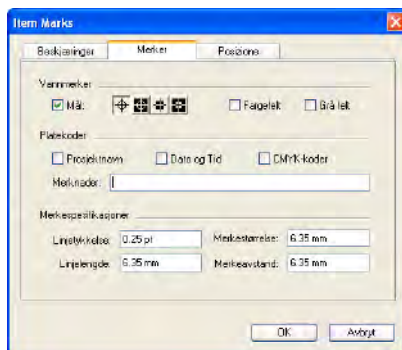 Item Marks
Beskjæringer Merker Posisjone
Vannmerker
Mål: Fargefelt Grå felt
Platekoder
Prosjektnavn Dato og Tid CMYK-koder
Merknader:
Merkespesifikasjoner
Linjetykkelse: 0.25 pt Merkestørrelse: 6.35 mm
Linjelengde: 6.35 mm Merkeavstand: 6.35 mm
OK Avbryt